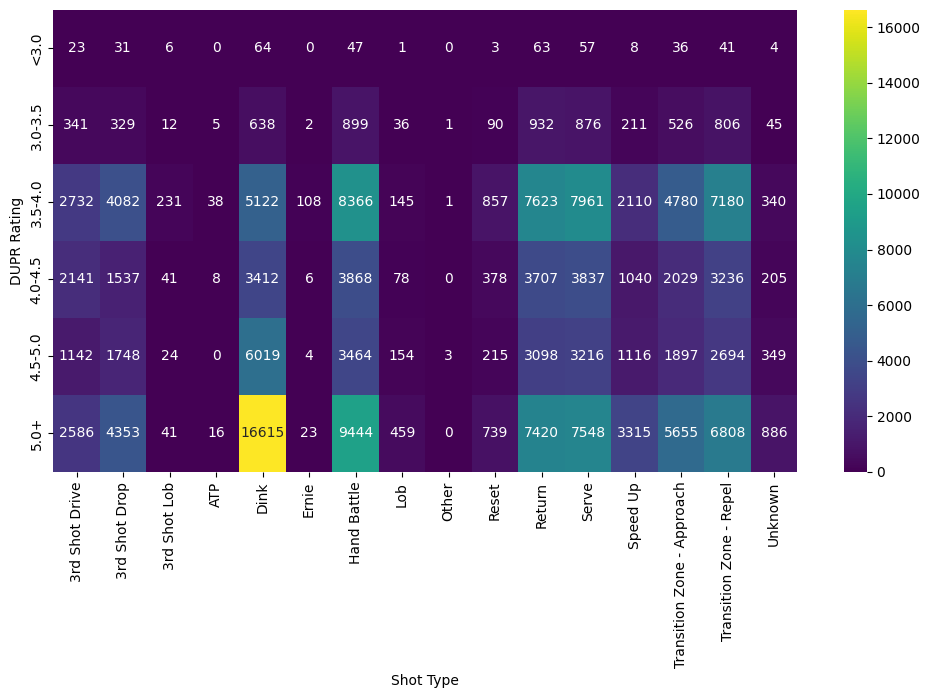 <3.0 23 31 6 0 64 0 47 1 0 3 63 57 8 36 41 4
3.0-3.5 341 329 12 5 638 2 899 36 1 90 932 876 211 526 806 45
3.5-4.0 2732 4082 231 38 5122 108 8366 145 1 857 7623 7961 2110 4780 7180 340
4.0-4.5 2141 1537 41 8 3412 6 3868 78 0 378 3707 3837 1040 2029 3236 205
4.5-5.0 1142 1748 24 0 6019 4 3464 154 3 215 3098 3216 1116 1897 2694 349
5.0+ 2586 4353 41 16 16615 23 9444 459 0 739 7420 7548 3315 5655 6808 886
DUPR Rating
3rd Shot Drive
3rd Shot Drop
3rd Shot Lob
ATP
Dink
Ernie
Hand Battle
Lob
Other
Reset
Return
Serve
Speed Up
Transition Zone - Approach
Transition Zone - Repel
Unknown
Shot Type
16000
14000
12000
10000
8000
6000
4000
2000
0